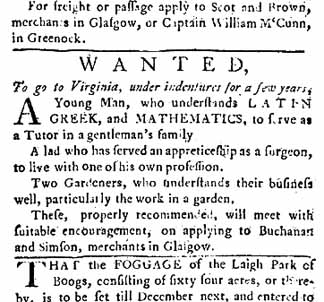 For freight or paſſage apply to Scot and Brown,
merchants in Glaſgow, or Captain William M'Cunn,
in Greenock.
WANTED,
To go to Virginia, under indentures for a few years,
A Young Man, who underſtands LATIN
GREEK, and MATHEMATICS, to ſerve as
a Tutor in a gentleman's family
A lad who has ſerved an appreticeſhip as a ſurgeon,
to live with one of his own profeſſion.
Two Gardeners, who underſtands their buſineſs
well, particularly the work in a garden.
Theſe, properly recommended, will meet with
ſuitable encouragement, on applying to Buchanan
and Simſon, merchants in Glaſgow.
THAT the FOGGAGE of the Laigh Park of
Boogs, conſiſting of ſixty four acres, or there-
by, is to be ſet till December next, and entered to